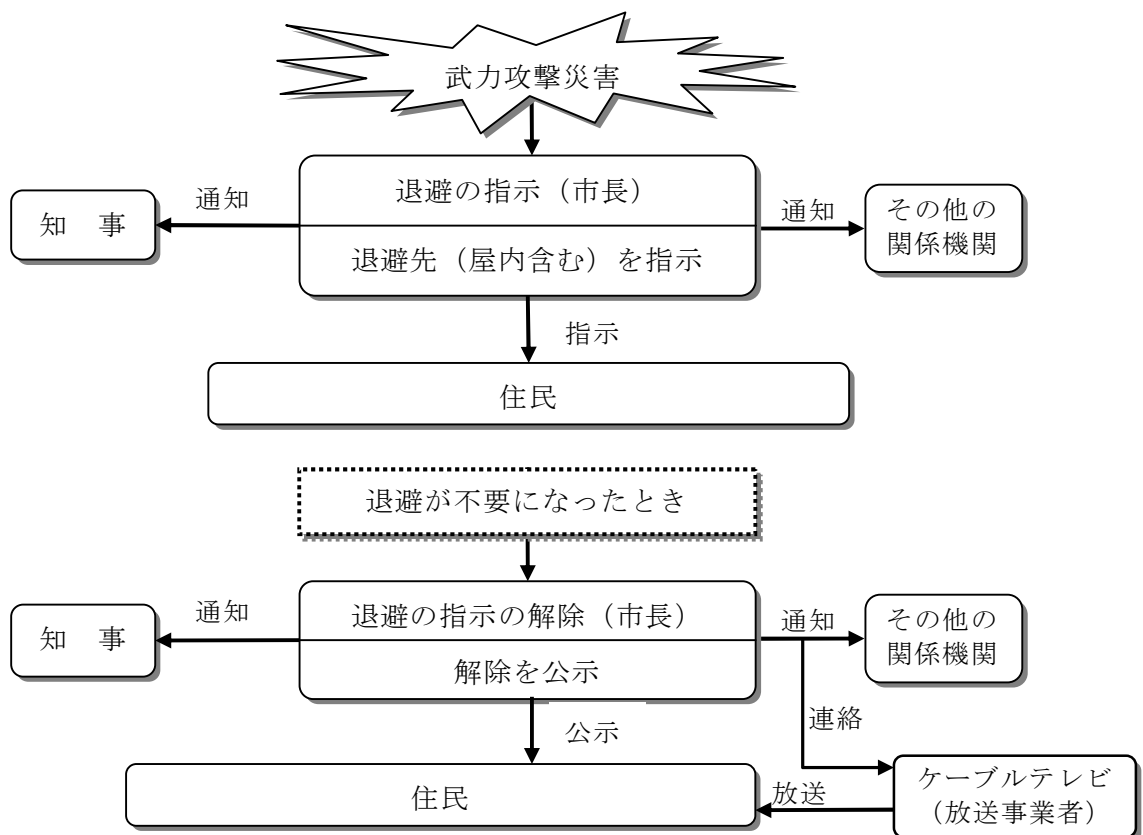 武力攻撃災害
退避の指示（市長）
通知
知　事
通知
その他の
関係機関
退避先（屋内含む）を指示
指示
住民
退避が不要になったとき
退避の指示の解除（市長）
通知
知　事
通知
その他の
関係機関
解除を公示
連絡
公示
ケーブルテレビ
（放送事業者）
放送
住民